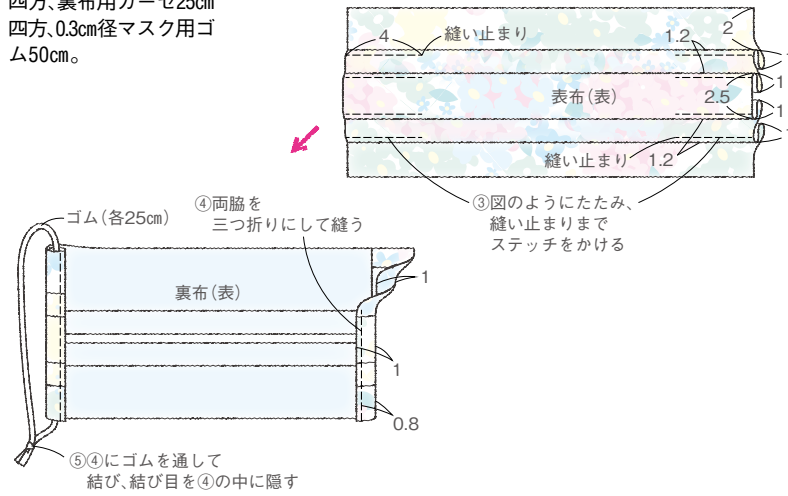 四方、裏布用ガーゼ25cm
四方、0.3cm径マスク用ゴ
ム50cm。
4
縫い止まり
1.2
2
1
表布(表)
2.5
1
1
縫い止まり
1.2
③図のようにたたみ、
縫い止まりまで
ステッチをかける
ゴム(各25cm)
④両脇を
三つ折りにして縫う
1
裏布(表)
1
0.8
⑤④にゴムを通して
結び、結び目を④の中に隠す